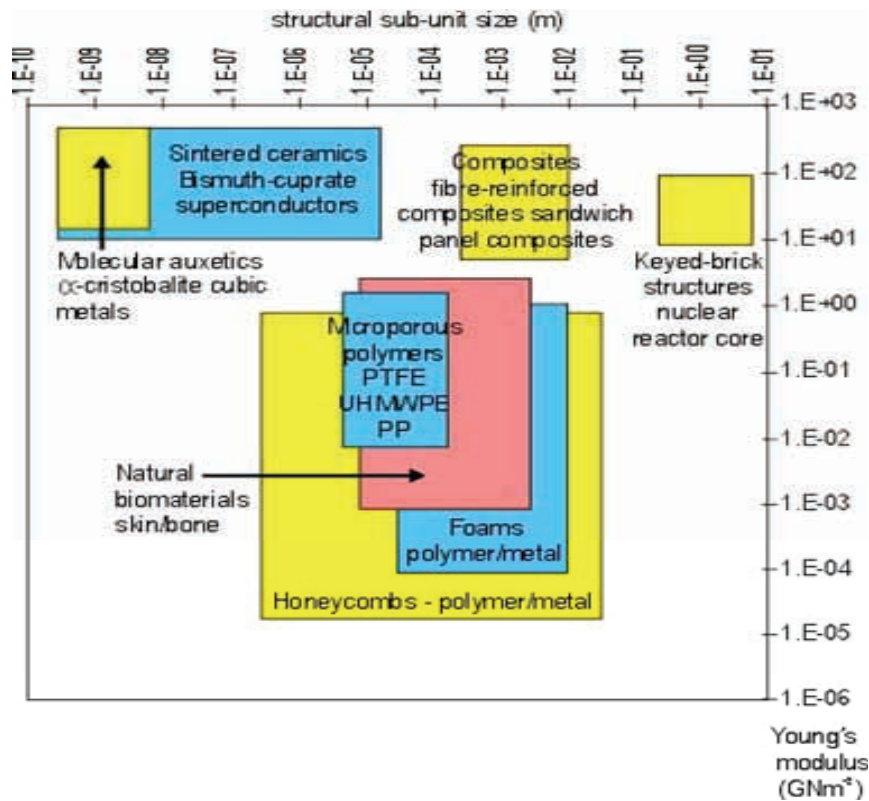 structural sub-unit size (m)
1.E-10
1.E-09
1.E-08
1.E-07
1.E-06
1.E-05
1.E-04
1.E-03
1.E-02
1.E-01
1.E+00
1.E-01
1.E+03
1.E+02
1.E+01
1.E+00
1.E-01
1.E-02
1.E-03
1.E-04
1.E-05
1.E-06
Sintered ceramics
Bismuth-cuprate
superconductors
Composites
fibre-reinforced
composites sandwich
panel composites
Molecular auxetics
α-cristobalite cubic
metals
Keyed-brick
structures
nuclear
reactor core
Microporous
polymers
PTFE
UHMWPE
PP
Natural
biomaterials
skin/bone
Foams
polymer/metal
Honeycombs - polymer/metal
Young's
modulus
(GNm⁻²)